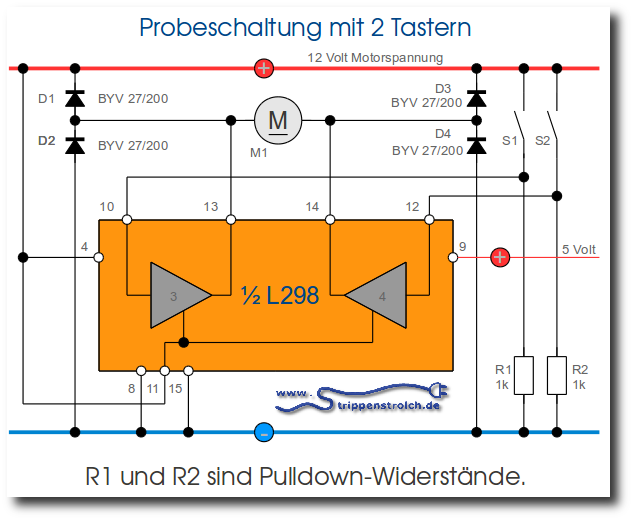 Probeschaltung mit 2 Tastern
12 Volt Motorspannung
+
D1
BYV 27/200
D2
BYV 27/200
M
M1
D3
BYV 27/200
D4
BYV 27/200
S1
S2
10
13
14
12
4
9
+
5 Volt
3
½ L298
4
8
11
15
R1
1k
R2
1k
www.
Strippenstrolch.de
-
R1 und R2 sind Pulldown-Widerstände.